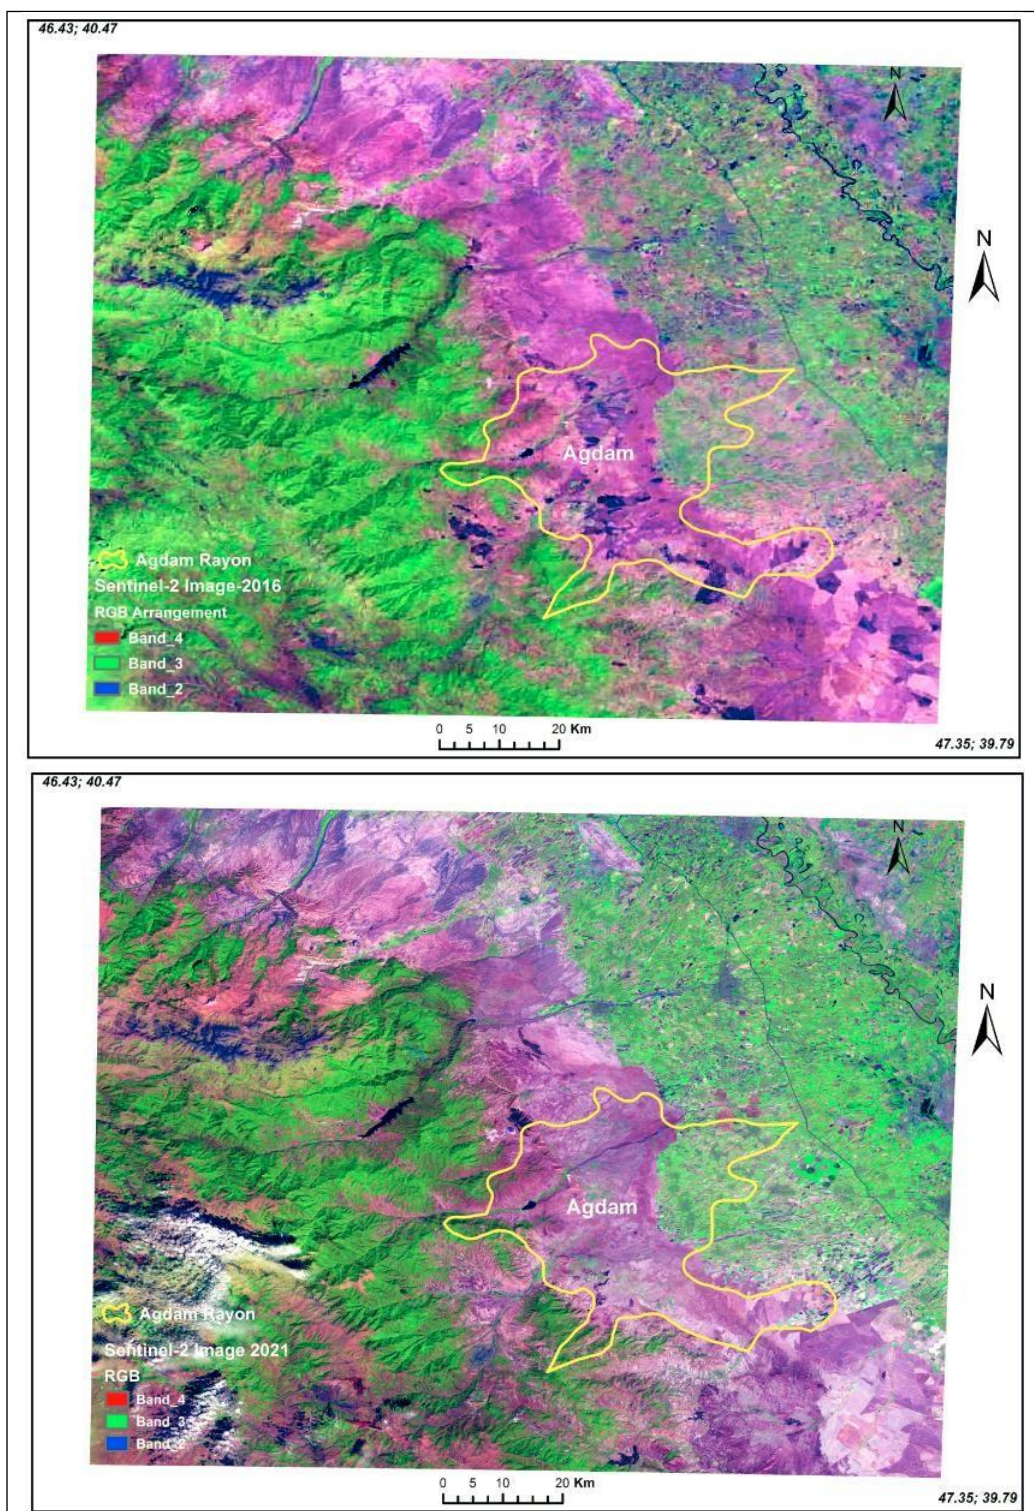 46.43; 40.47
N
N
Agdam
Agdam Rayon
Sentinel-2 Image-2016
RGB Arrangement
Band_4
Band_3
Band_2
0 5 10 20 Km
47.35; 39.79
46.43; 40.47
N
N
Agdam
Agdam Rayon
Sentinel-2 Image 2021
RGB
Band_4
Band_3
Band_2
0 5 10 20 Km
47.35; 39.79